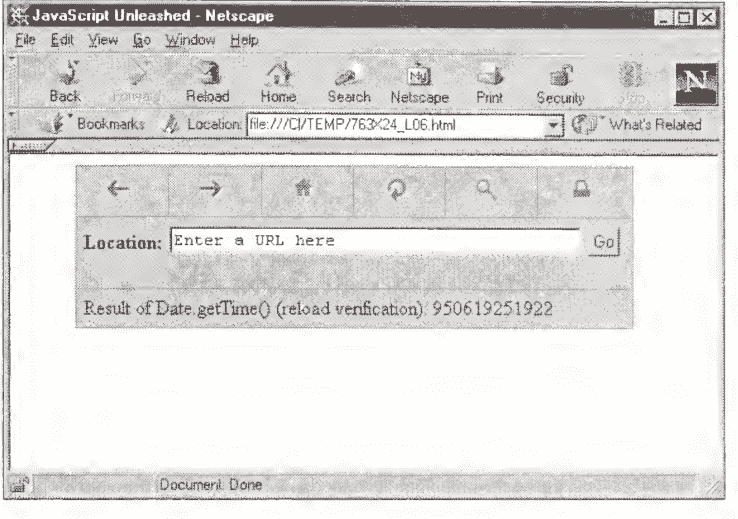 JavaScript Unleashed - Netscape
File Edit View Go Window Help
Back Forward Reload Home Search Netscape Print Security Stop
N
Bookmarks Location: file:///C|/TEMP/763X24_L06.html What's Related
Location: Enter a URL here Go
Result of Date.getTime() (reload verification): 950619251922
Document: Done